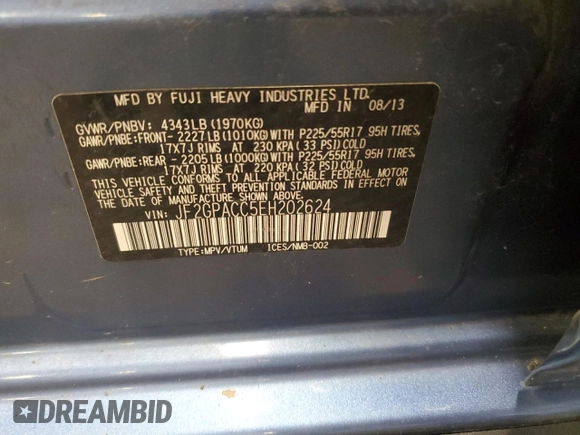 MFD BY FUJI HEAVY INDUSTRIES LTD.
MFD IN 08/13
GVWR/PNBV: 4343LB(1970KG)
GAWR/PNBE:FRONT- 2227LB(1010KG)WITH P225/55R17 95H TIRES,
17X7J RIMS AT 230 KPA( 33 PSI)COLD
GAWR/PNBE:REAR - 2205LB(1000KG)WITH P225/55R17 95H TIRES,
17X7J RIMS AT 220 KPA( 32 PSI)COLD
THIS VEHICLE CONFORMS TO ALL APPLICABLE FEDERAL MOTOR
VEHICLE SAFETY AND THEFT PREVENTION STANDARDS IN EFFECT ON
THE DATE OF MANUFACTURE SHOWN ABOVE.
VIN: JF2GPACC5EH202624
TYPE:MPV/VTUM ICES/NMB-002
DREAMBID